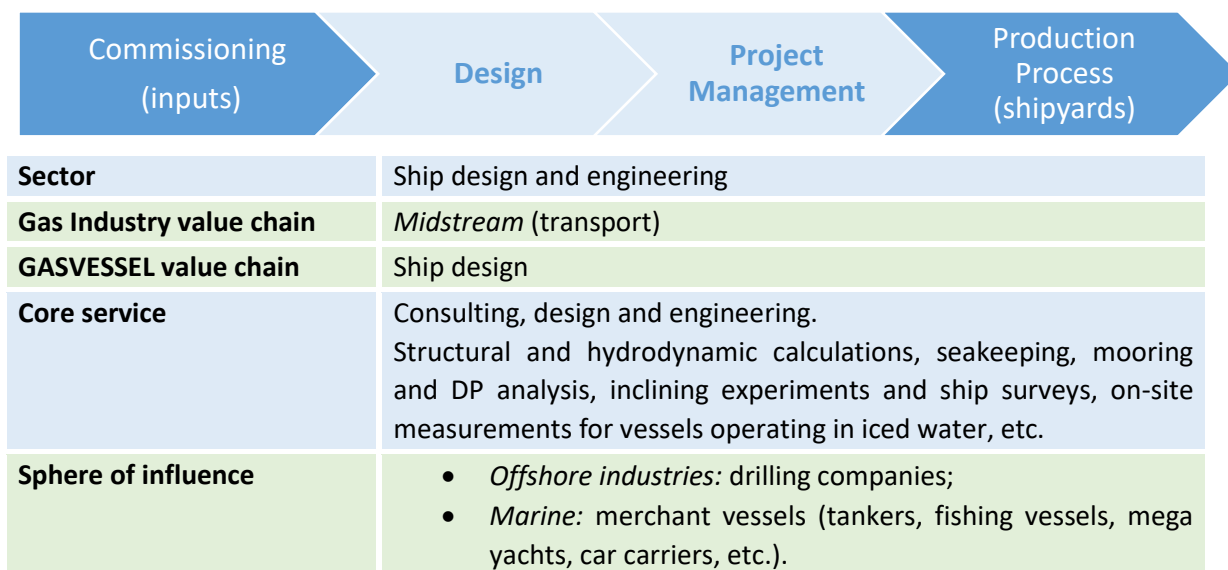 Commissioning
(inputs)
Design
Project
Management
Production
Process
(shipyards)
Sector
Ship design and engineering
Gas Industry value chain
Midstream (transport)
GASVESSEL value chain
Ship design
Core service
Consulting, design and engineering.
Structural and hydrodynamic calculations, seakeeping, mooring
and DP analysis, inclining experiments and ship surveys, on-site
measurements for vessels operating in iced water, etc.
Sphere of influence
• Offshore industries: drilling companies;
• Marine: merchant vessels (tankers, fishing vessels, mega
yachts, car carriers, etc.).